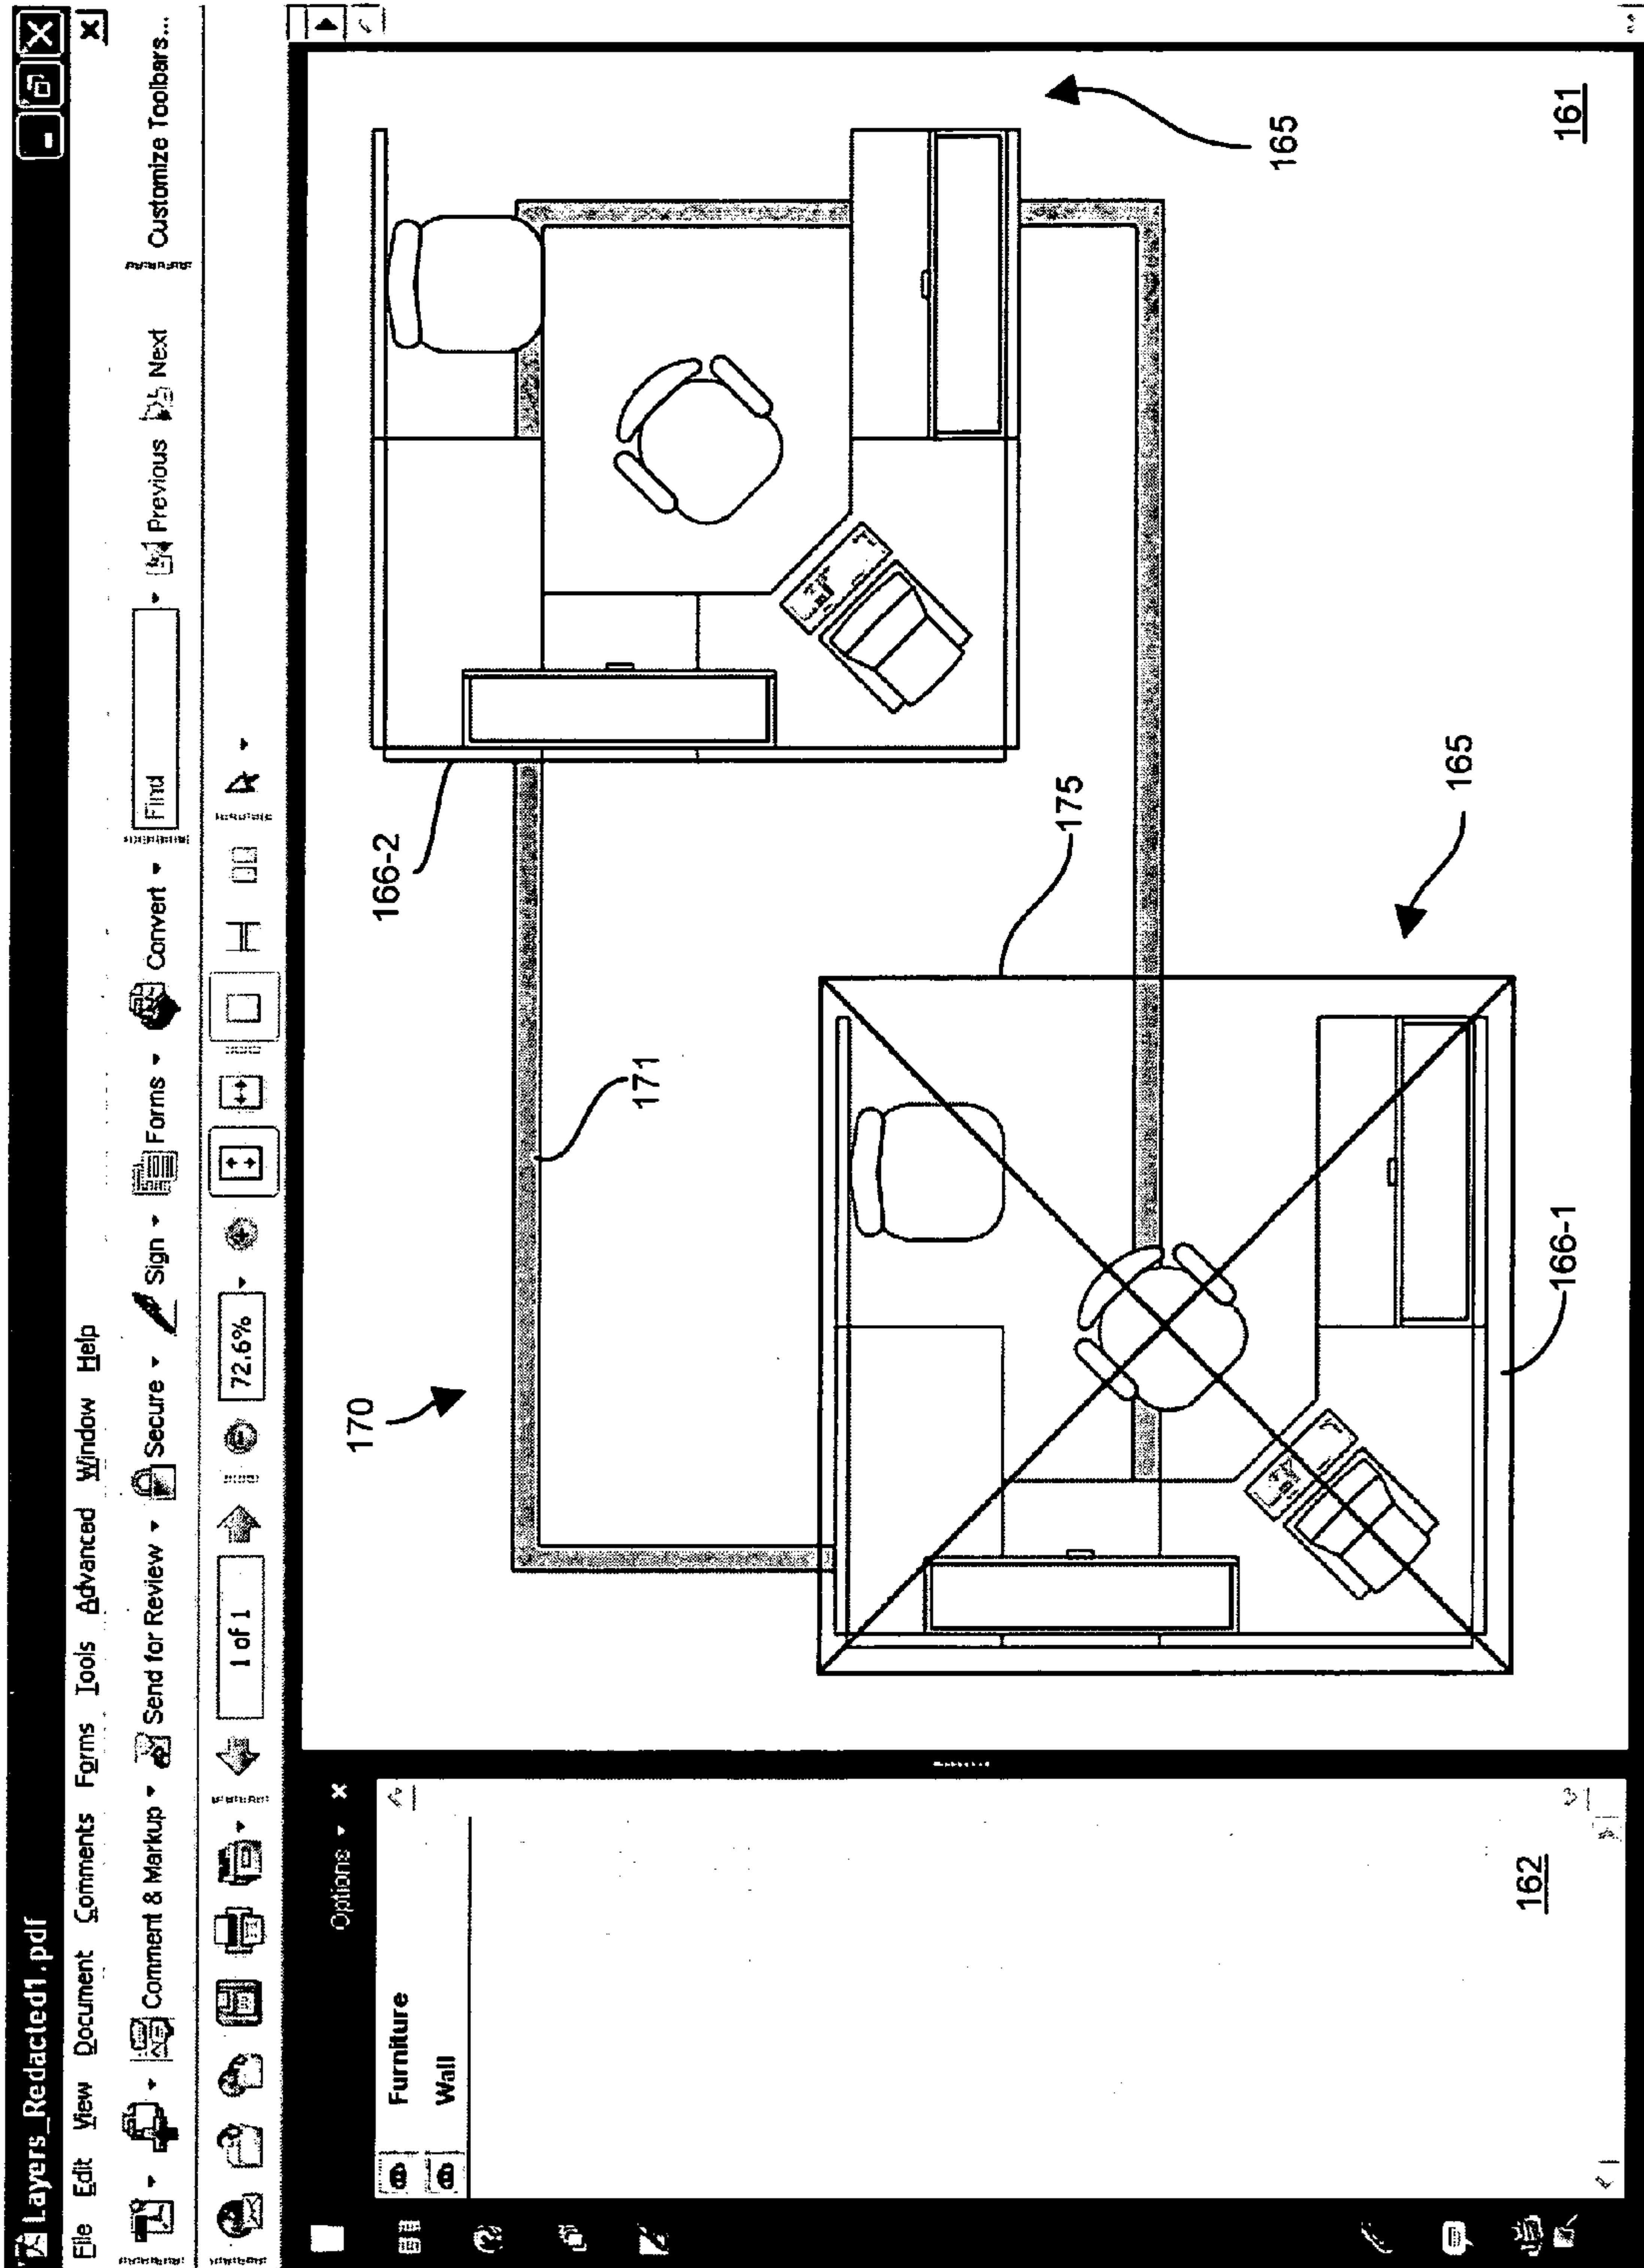 Layers_Redacted1.pdf
File Edit View Document Comments Forms Tools Advanced Window Help
Comment & Markup Send for Review Secure Sign Forms Convert Find Previous Next Customize Toolbars...
1 of 1 72.6%
Options
Furniture
Wall
162
170
171
166-2
175
165
165
166-1
161